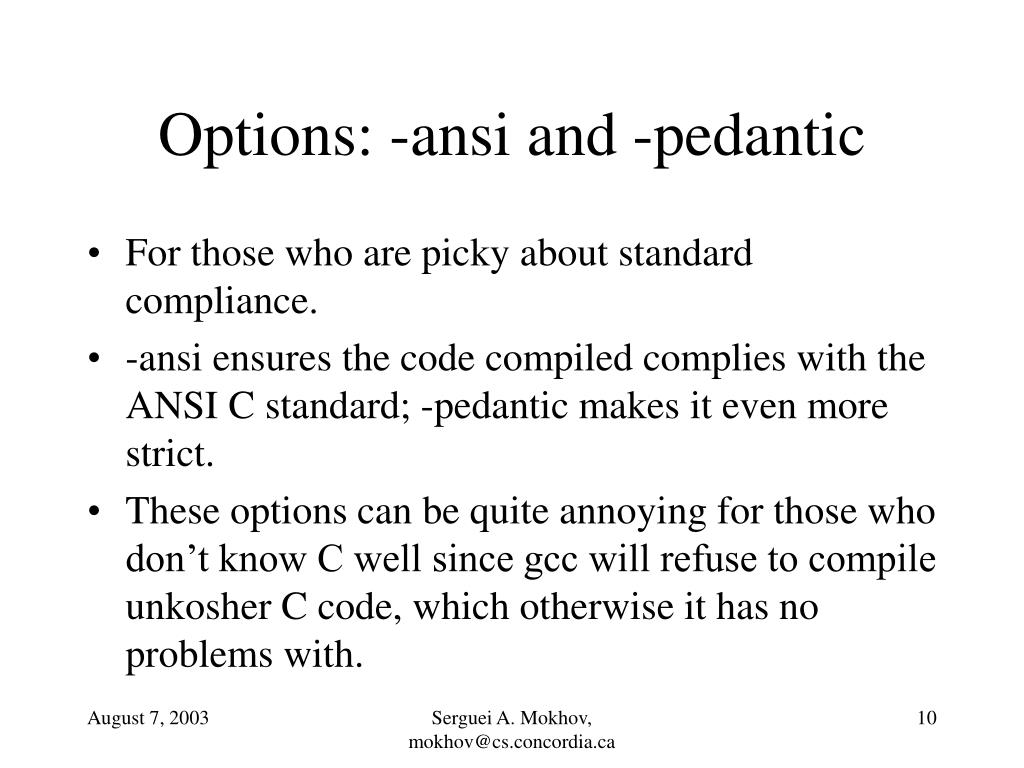 Options: -ansi and -pedantic
• For those who are picky about standard
compliance.
• -ansi ensures the code compiled complies with the
ANSI C standard; -pedantic makes it even more
strict.
• These options can be quite annoying for those who
don’t know C well since gcc will refuse to compile
unkosher C code, which otherwise it has no
problems with.
August 7, 2003
Serguei A. Mokhov,
mokhov@cs.concordia.ca
10